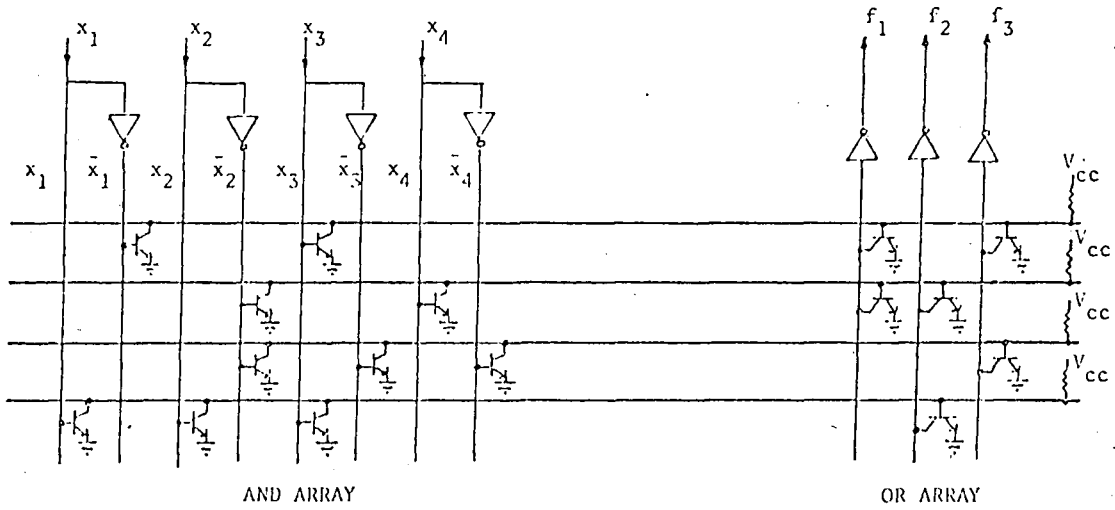 x1 x2 x3 x4 f1 f2 f3
x1 x̄1 x2 x̄2 x3 x̄3 x4 x̄4
Vcc
Vcc
Vcc
Vcc
AND ARRAY OR ARRAY